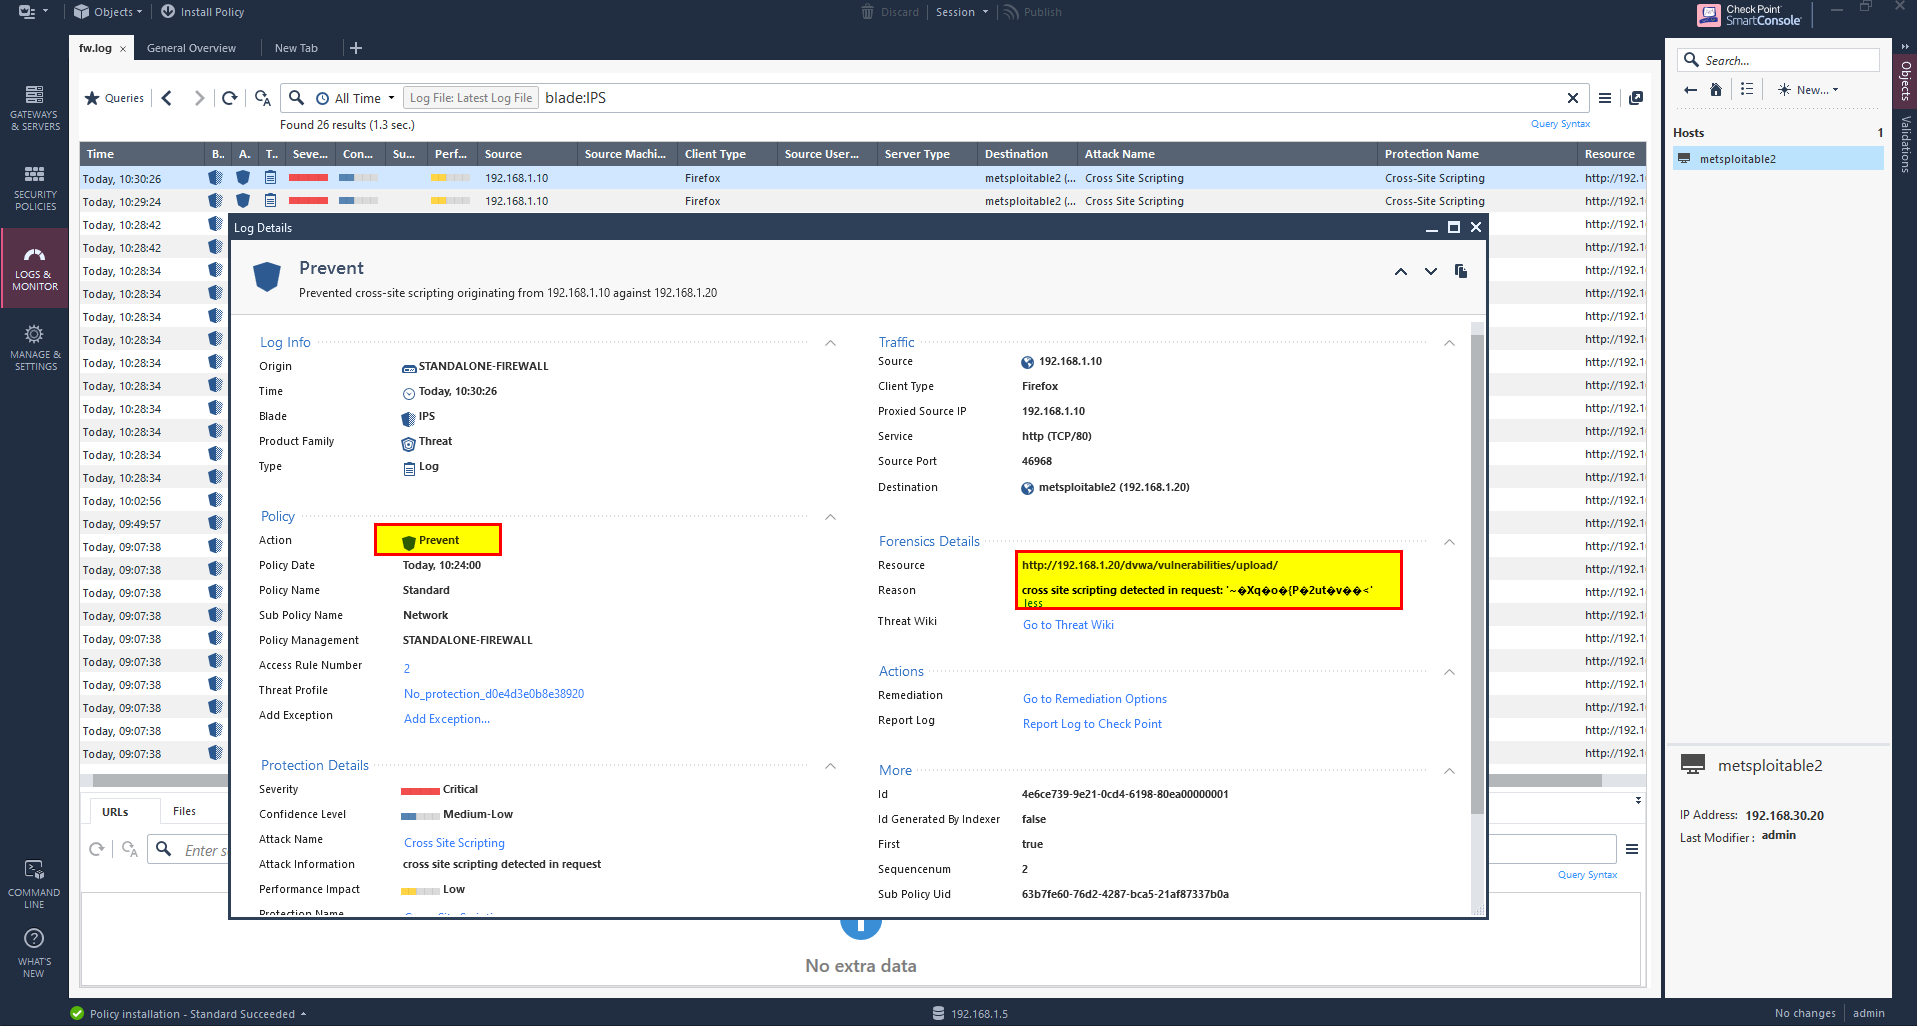 Objects
Install Policy
Discard
Session
Publish
Check Point
SmartConsole
fw.log
General Overview
New Tab
GATEWAYS
& SERVERS
SECURITY
POLICIES
LOGS &
MONITOR
MANAGE &
SETTINGS
COMMAND
LINE
WHAT'S
NEW
Queries
All Time
Log File: Latest Log File
blade:IPS
Found 26 results (1.3 sec.)
Query Syntax
Time B.. A. T.. Seve... Con... Su... Perf... Source Source Machi... Client Type Source User... Server Type Destination Attack Name Protection Name Resource
Today, 10:30:26 192.168.1.10 Firefox metsploitable2 (... Cross Site Scripting Cross-Site Scripting http://192.1
Today, 10:29:24 192.168.1.10 Firefox metsploitable2 (... Cross Site Scripting Cross-Site Scripting http://192.1
Today, 10:28:42 http://192.1
Today, 10:28:42 http://192.1
Today, 10:28:34 http://192.1
Today, 10:28:34 http://192.1
Today, 10:28:34 http://192.1
Today, 10:28:34 http://192.1
Today, 10:28:34 http://192.1
Today, 10:28:34 http://192.1
Today, 10:28:34 http://192.1
Today, 10:28:34 http://192.1
Today, 10:28:34 http://192.1
Today, 10:28:34 http://192.1
Today, 10:02:56 http://192.1
Today, 09:49:57 http://192.1
Today, 09:07:38 http://192.1
Today, 09:07:38 http://192.1
Today, 09:07:38 http://192.1
Today, 09:07:38 http://192.1
Today, 09:07:38 http://192.1
Today, 09:07:38 http://192.1
Today, 09:07:38 http://192.1
Today, 09:07:38 http://192.1
Today, 09:07:38 http://192.1
Today, 09:07:38 http://192.1
Log Details
Prevent
Prevented cross-site scripting originating from 192.168.1.10 against 192.168.1.20
Log Info
Origin STANDALONE-FIREWALL
Time Today, 10:30:26
Blade IPS
Product Family Threat
Type Log
Policy
Action Prevent
Policy Date Today, 10:24:00
Policy Name Standard
Sub Policy Name Network
Policy Management STANDALONE-FIREWALL
Access Rule Number 2
Threat Profile No_protection_d0e4d3e0b8e38920
Add Exception Add Exception...
Protection Details
Severity Critical
Confidence Level Medium-Low
Attack Name Cross Site Scripting
Attack Information cross site scripting detected in request
Performance Impact Low
Protection Name Cross-Site Scripting
Traffic
Source 192.168.1.10
Client Type Firefox
Proxied Source IP 192.168.1.10
Service http (TCP/80)
Source Port 46968
Destination metsploitable2 (192.168.1.20)
Forensics Details
Resource http://192.168.1.20/dvwa/vulnerabilities/upload/
Reason cross site scripting detected in request: '~�Xq�o�{P�2ut�v��<'
less
Threat Wiki Go to Threat Wiki
Actions
Remediation Go to Remediation Options
Report Log Report Log to Check Point
More
Id 4e6ce739-9e21-0cd4-6198-80ea00000001
Id Generated By Indexer false
First true
Sequencenum 2
Sub Policy Uid 63b7fe60-76d2-4287-bca5-21af87337b0a
URLs
Files
Enter s
Query Syntax
No extra data
Search...
New...
Hosts 1
metsploitable2
metsploitable2
IP Address: 192.168.30.20
Last Modifier : admin
Objects
Validations
Policy installation - Standard Succeeded
192.168.1.5
No changes
admin